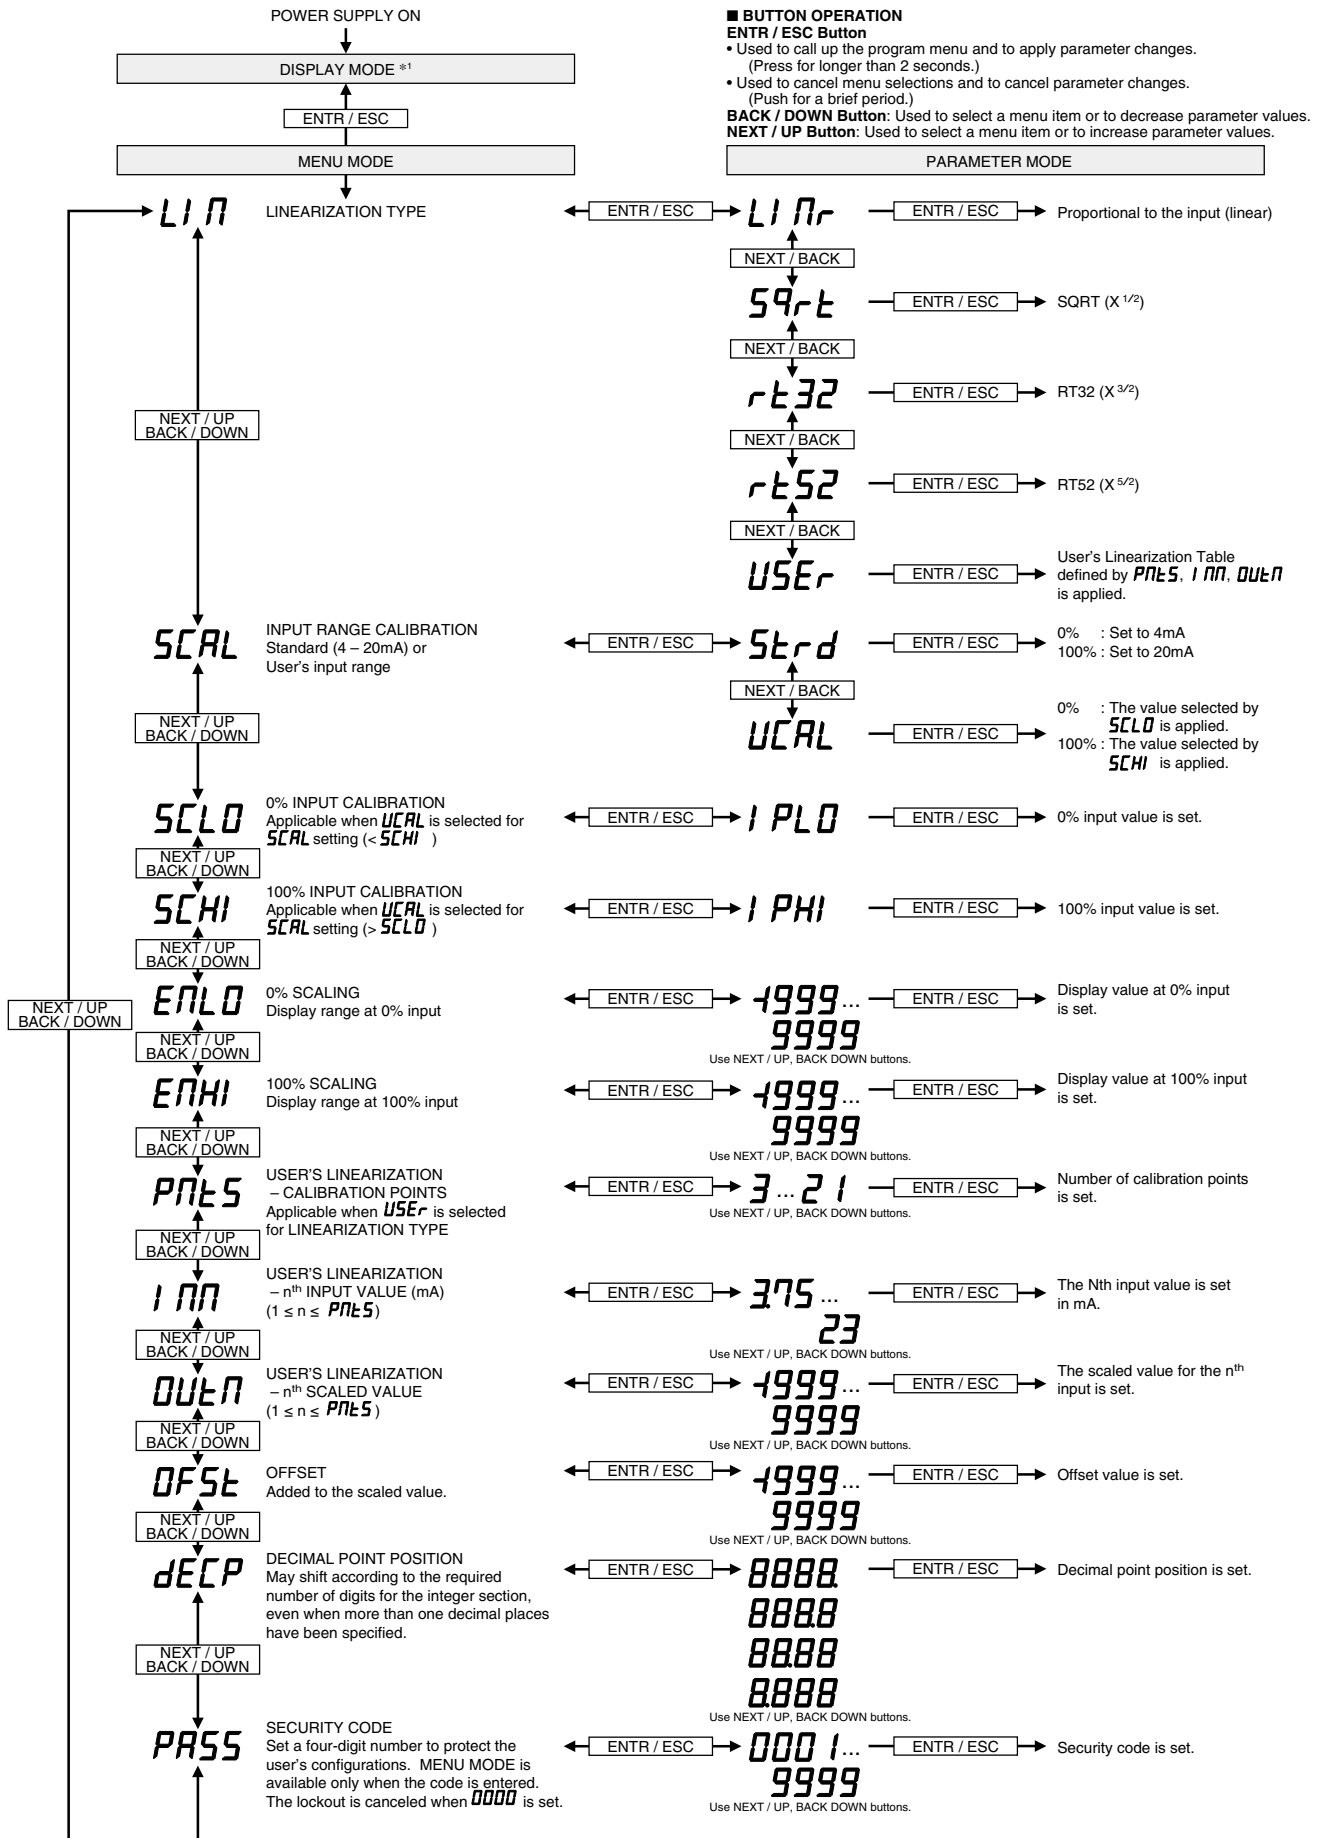 POWER SUPPLY ON
DISPLAY MODE *1
ENTR / ESC
MENU MODE
■ BUTTON OPERATION
ENTR / ESC Button
• Used to call up the program menu and to apply parameter changes.
(Press for longer than 2 seconds.)
• Used to cancel menu selections and to cancel parameter changes.
(Push for a brief period.)
BACK / DOWN Button: Used to select a menu item or to decrease parameter values.
NEXT / UP Button: Used to select a menu item or to increase parameter values.
PARAMETER MODE
LIN
LINEARIZATION TYPE
ENTR / ESC
LINr
ENTR / ESC
Proportional to the input (linear)
NEXT / BACK
Sqrt
ENTR / ESC
SQRT (X 1/2)
NEXT / BACK
rt32
ENTR / ESC
RT32 (X 3/2)
NEXT / UP
BACK / DOWN
NEXT / BACK
rt52
ENTR / ESC
RT52 (X 5/2)
NEXT / BACK
USEr
ENTR / ESC
User's Linearization Table
defined by PNtS, INN, OUtN
is applied.
SCAL
INPUT RANGE CALIBRATION
Standard (4 – 20mA) or
User's input range
ENTR / ESC
Strd
ENTR / ESC
0% : Set to 4mA
100% : Set to 20mA
NEXT / UP
BACK / DOWN
NEXT / BACK
UCAL
ENTR / ESC
0% : The value selected by
SCLO is applied.
100% : The value selected by
SCHI is applied.
SCLO
0% INPUT CALIBRATION
Applicable when UCAL is selected for
SCAL setting (< SCHI )
ENTR / ESC
IPLO
ENTR / ESC
0% input value is set.
NEXT / UP
BACK / DOWN
SCHI
100% INPUT CALIBRATION
Applicable when UCAL is selected for
SCAL setting (> SCLO )
ENTR / ESC
IPHI
ENTR / ESC
100% input value is set.
NEXT / UP
BACK / DOWN
NEXT / UP
BACK / DOWN
ENLO
0% SCALING
Display range at 0% input
ENTR / ESC
-1999...
9999
Use NEXT / UP, BACK DOWN buttons.
ENTR / ESC
Display value at 0% input
is set.
NEXT / UP
BACK / DOWN
ENHI
100% SCALING
Display range at 100% input
ENTR / ESC
-1999...
9999
Use NEXT / UP, BACK DOWN buttons.
ENTR / ESC
Display value at 100% input
is set.
NEXT / UP
BACK / DOWN
PNtS
USER'S LINEARIZATION
– CALIBRATION POINTS
Applicable when USEr is selected
for LINEARIZATION TYPE
ENTR / ESC
3 ... 21
Use NEXT / UP, BACK DOWN buttons.
ENTR / ESC
Number of calibration points
is set.
NEXT / UP
BACK / DOWN
INN
USER'S LINEARIZATION
– nth INPUT VALUE (mA)
(1 ≤ n ≤ PNtS)
ENTR / ESC
3.75 ...
23
Use NEXT / UP, BACK DOWN buttons.
ENTR / ESC
The Nth input value is set
in mA.
NEXT / UP
BACK / DOWN
OUtN
USER'S LINEARIZATION
– nth SCALED VALUE
(1 ≤ n ≤ PNtS)
ENTR / ESC
-1999...
9999
Use NEXT / UP, BACK DOWN buttons.
ENTR / ESC
The scaled value for the nth
input is set.
NEXT / UP
BACK / DOWN
OFSt
OFFSET
Added to the scaled value.
ENTR / ESC
-1999...
9999
Use NEXT / UP, BACK DOWN buttons.
ENTR / ESC
Offset value is set.
NEXT / UP
BACK / DOWN
dECP
DECIMAL POINT POSITION
May shift according to the required
number of digits for the integer section,
even when more than one decimal places
have been specified.
ENTR / ESC
8888.
888.8
88.88
8.888
Use NEXT / UP, BACK DOWN buttons.
ENTR / ESC
Decimal point position is set.
NEXT / UP
BACK / DOWN
PASS
SECURITY CODE
Set a four-digit number to protect the
user's configurations. MENU MODE is
available only when the code is entered.
The lockout is canceled when 0000 is set.
ENTR / ESC
0001...
9999
Use NEXT / UP, BACK DOWN buttons.
ENTR / ESC
Security code is set.